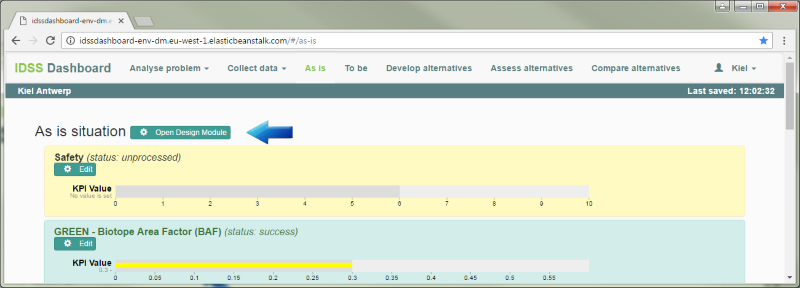 idssdashboard-env-dm.e
idssdashboard-env-dm.eu-west-1.elasticbeanstalk.com/#/as-is
IDSS Dashboard Analyse problem Collect data As is To be Develop alternatives Assess alternatives Compare alternatives Kiel
Kiel Antwerp Last saved: 12:02:32
As is situation Open Design Module
Safety (status: unprocessed)
Edit
KPI Value
No value is set
0 1 2 3 4 5 6 7 8 9 10
GREEN - Biotope Area Factor (BAF) (status: success)
Edit
KPI Value
0.3 -
0 0.05 0.1 0.15 0.2 0.25 0.3 0.35 0.4 0.45 0.5 0.55